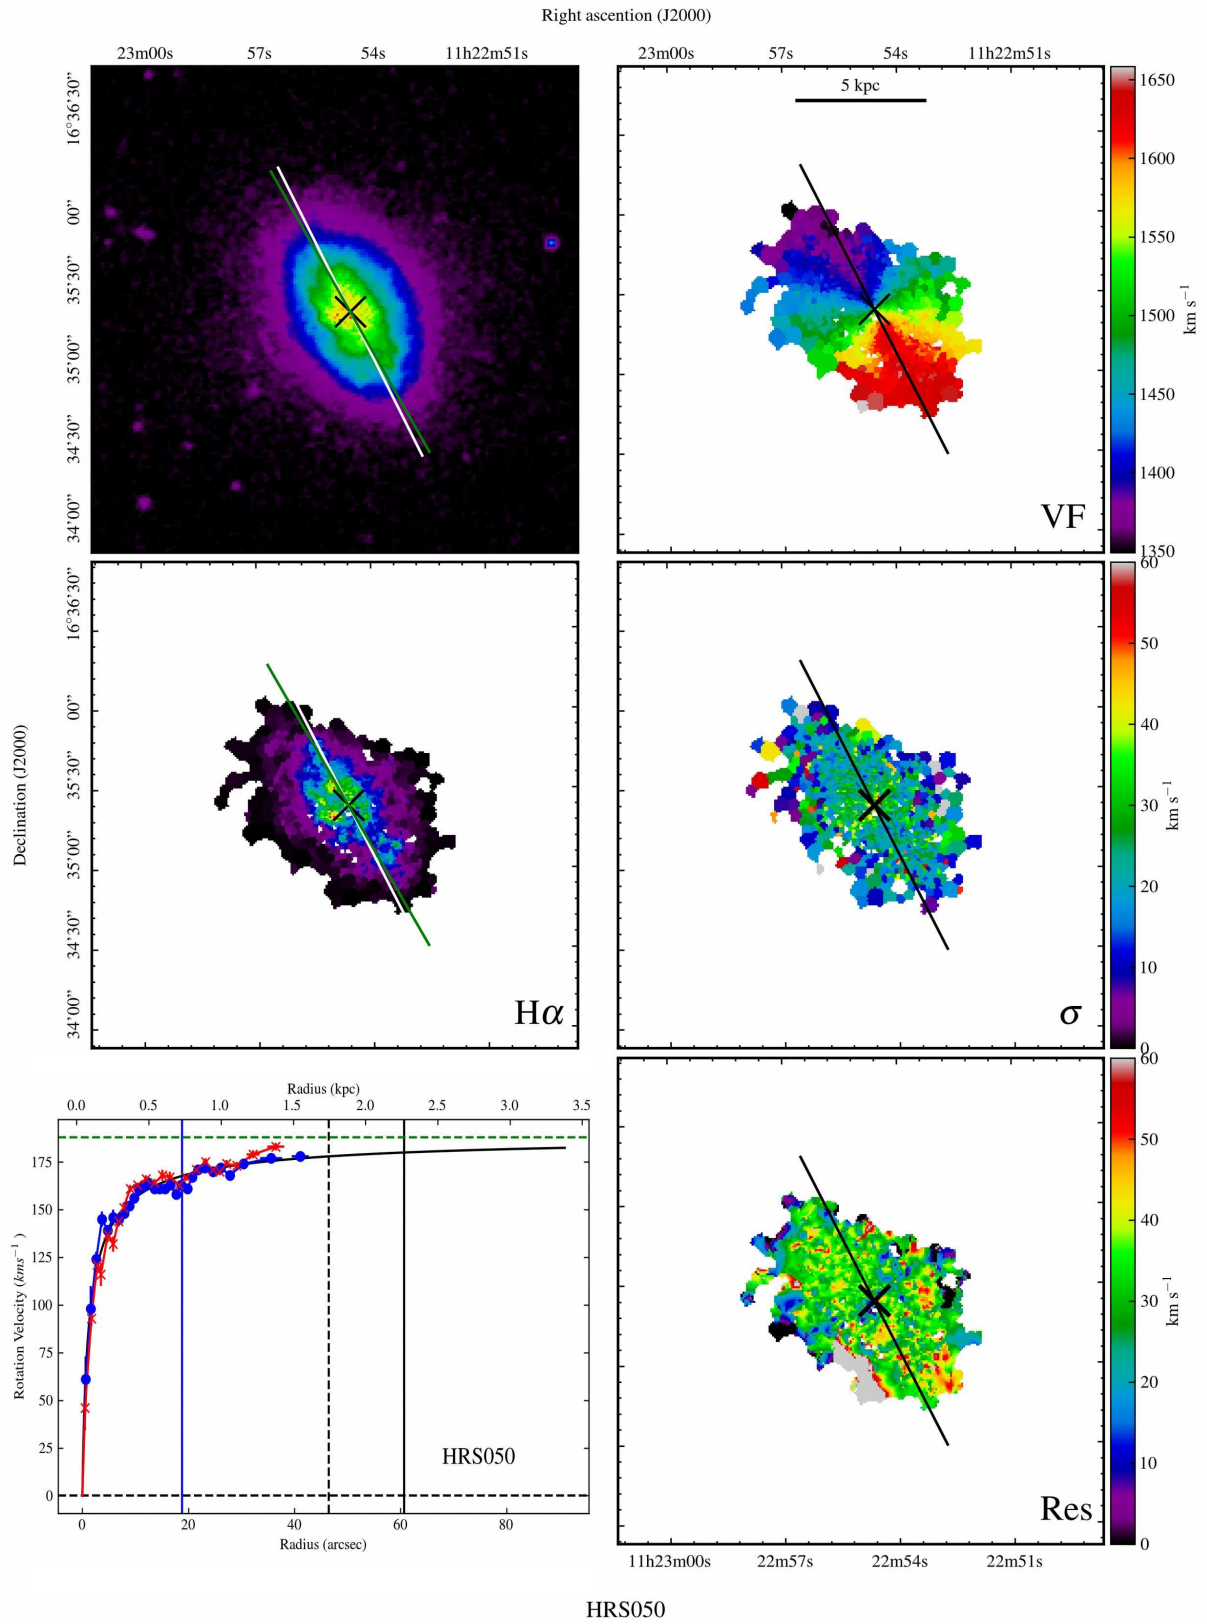 Right ascention (J2000)
23m00s 57s 54s 11h22m51s
23m00s 57s 54s 11h22m51s
16°36'30”
00”
35'30”
35'00”
34'30”
34'00”
5 kpc
VF
1650
1600
1550
1500
1450
1400
1350
km s⁻¹
Declination (J2000)
16°36'30”
00”
35'30”
35'00”
34'30”
34'00”
Hα
σ
60
50
40
30
20
10
0
km s⁻¹
Radius (kpc)
0.0 0.5 1.0 1.5 2.0 2.5 3.0 3.5
Rotation Velocity (kms⁻¹ )
175
150
125
100
75
50
25
0
HRS050
0 20 40 60 80
Radius (arcsec)
60
50
40
30
20
10
0
km s⁻¹
Res
11h23m00s 22m57s 22m54s 22m51s
HRS050